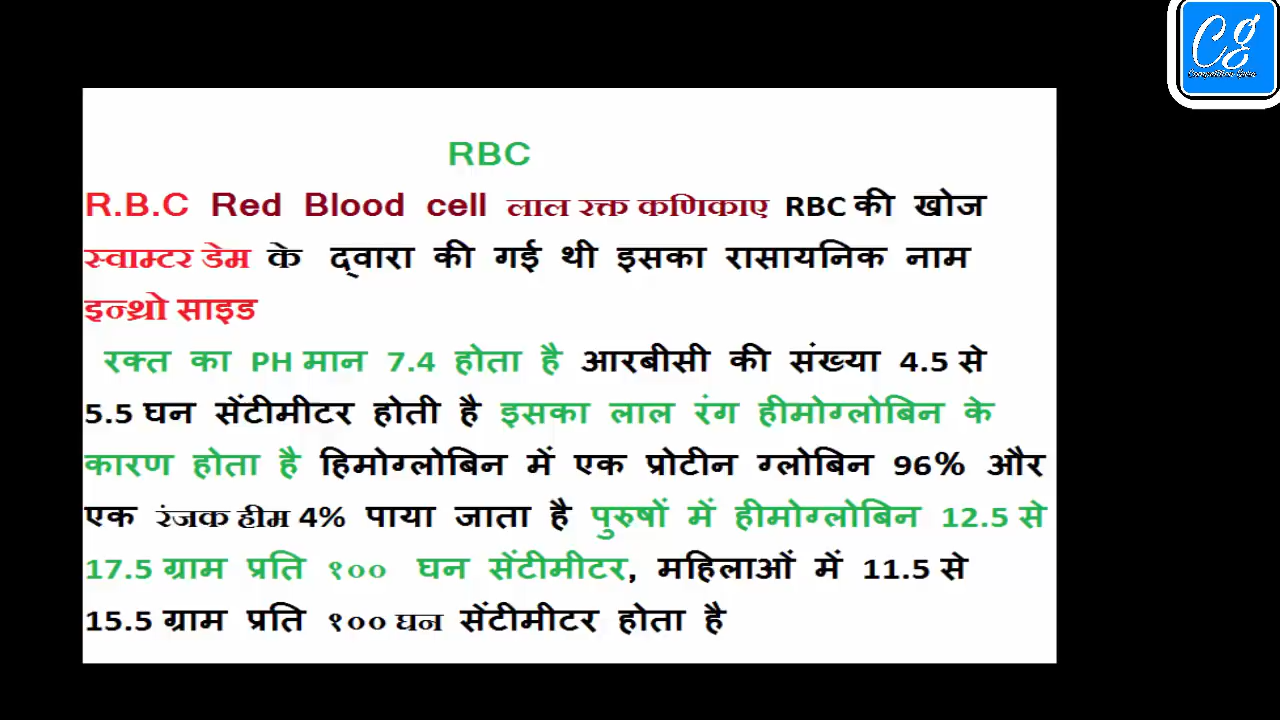 Cg
RBC
R.B.C Red Blood cell लाल रक्त कणिकाए RBC की खोज
स्वाम्टर डेम के द्वारा की गई थी इसका रासायनिक नाम
इन्थ्रो साइड
रक्त का PH मान 7.4 होता है आरबीसी की संख्या 4.5 से
5.5 घन सेंटीमीटर होती है इसका लाल रंग हीमोग्लोबिन के
कारण होता है हिमोग्लोबिन में एक प्रोटीन ग्लोबिन 96% और
एक रंजक हीम 4% पाया जाता है पुरुषों में हीमोग्लोबिन 12.5 से
17.5 ग्राम प्रति १०० घन सेंटीमीटर, महिलाओं में 11.5 से
15.5 ग्राम प्रति १०० घन सेंटीमीटर होता है